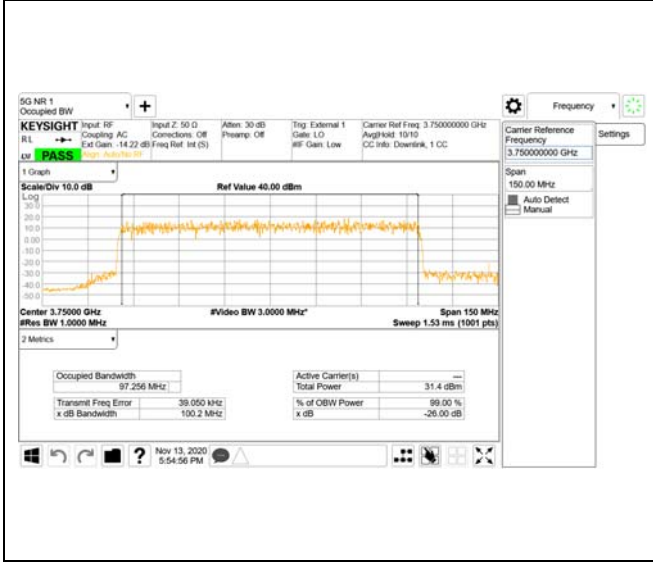 5G NR 1
Occupied BW
Frequency
KEYSIGHT Input: RF Input Z: 50 Ω Atten: 30 dB Trig: External 1 Carrier Ref Freq: 3.750000000 GHz
RL Coupling: AC Corrections: Off Preamp: Off Gate: LO Avg|Hold: 10/10
Ext Gain: -14.22 dB Freq Ref: Int (S) #IF Gain: Low CC Info: Downlink, 1 CC
PASS Align: Auto/No RF
Carrier Reference Frequency
3.750000000 GHz
Settings
Span
150.00 MHz
Auto Detect
Manual
1 Graph
Scale/Div 10.0 dB Ref Value 40.00 dBm
Log
30.0
20.0
10.0
0.00
-10.0
-20.0
-30.0
-40.0
-50.0
Center 3.75000 GHz #Video BW 3.0000 MHz* Span 150 MHz
#Res BW 1.0000 MHz Sweep 1.53 ms (1001 pts)
2 Metrics
Occupied Bandwidth
97.256 MHz
Active Carrier(s) ---
Total Power 31.4 dBm
Transmit Freq Error 39.050 kHz
x dB Bandwidth 100.2 MHz
% of OBW Power 99.00 %
x dB -26.00 dB
? Nov 13, 2020
5:54:56 PM